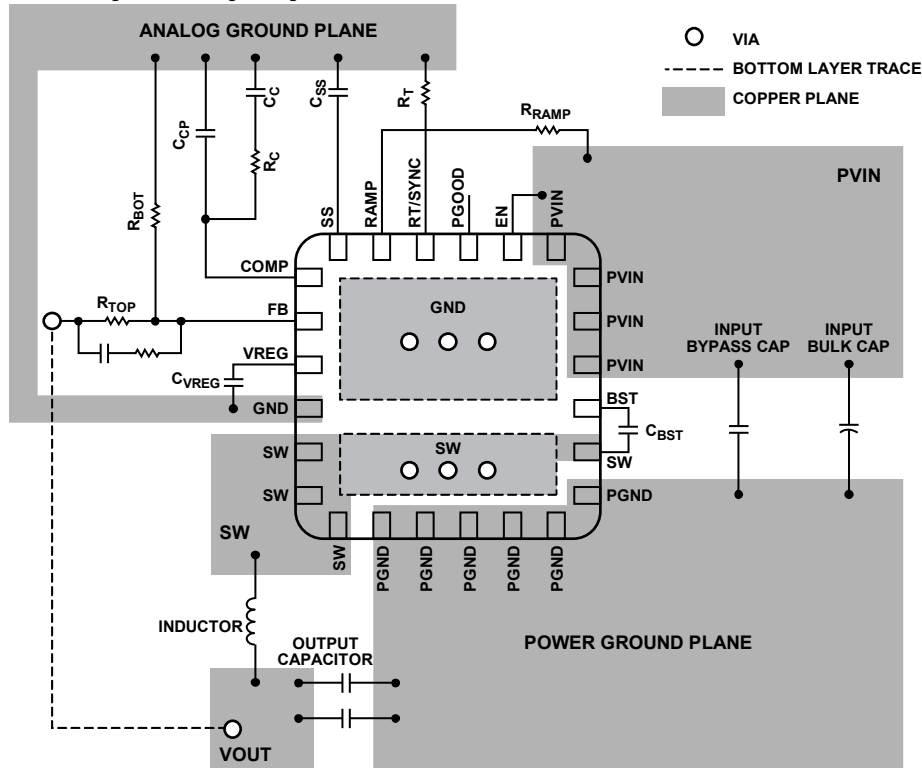 ANALOG GROUND PLANE
VIA
BOTTOM LAYER TRACE
COPPER PLANE
CCP
CC
RC
CSS
RT
RRAMP
RBOT
SS
RAMP
RT/SYNC
PGOOD
EN
PVIN
PVIN
COMP
PVIN
RTOP
FB
GND
PVIN
INPUT
BYPASS CAP
INPUT
BULK CAP
VREG
PVIN
CVREG
GND
BST
CBST
SW
SW
SW
SW
PGND
SW
SW
PGND
PGND
PGND
PGND
PGND
INDUCTOR
OUTPUT
CAPACITOR
POWER GROUND PLANE
VOUT